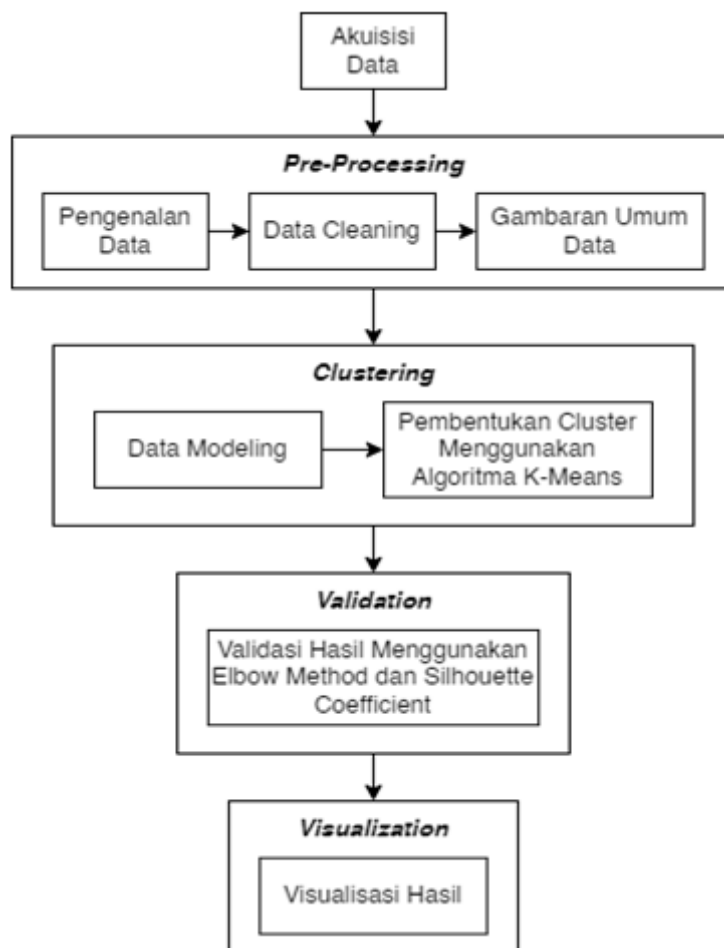 Akuisisi
Data
Pre-Processing
Pengenalan
Data
Data Cleaning
Gambaran Umum
Data
Clustering
Data Modeling
Pembentukan Cluster
Menggunakan
Algoritma K-Means
Validation
Validasi Hasil Menggunakan
Elbow Method dan Silhouette
Coefficient
Visualization
Visualisasi Hasil